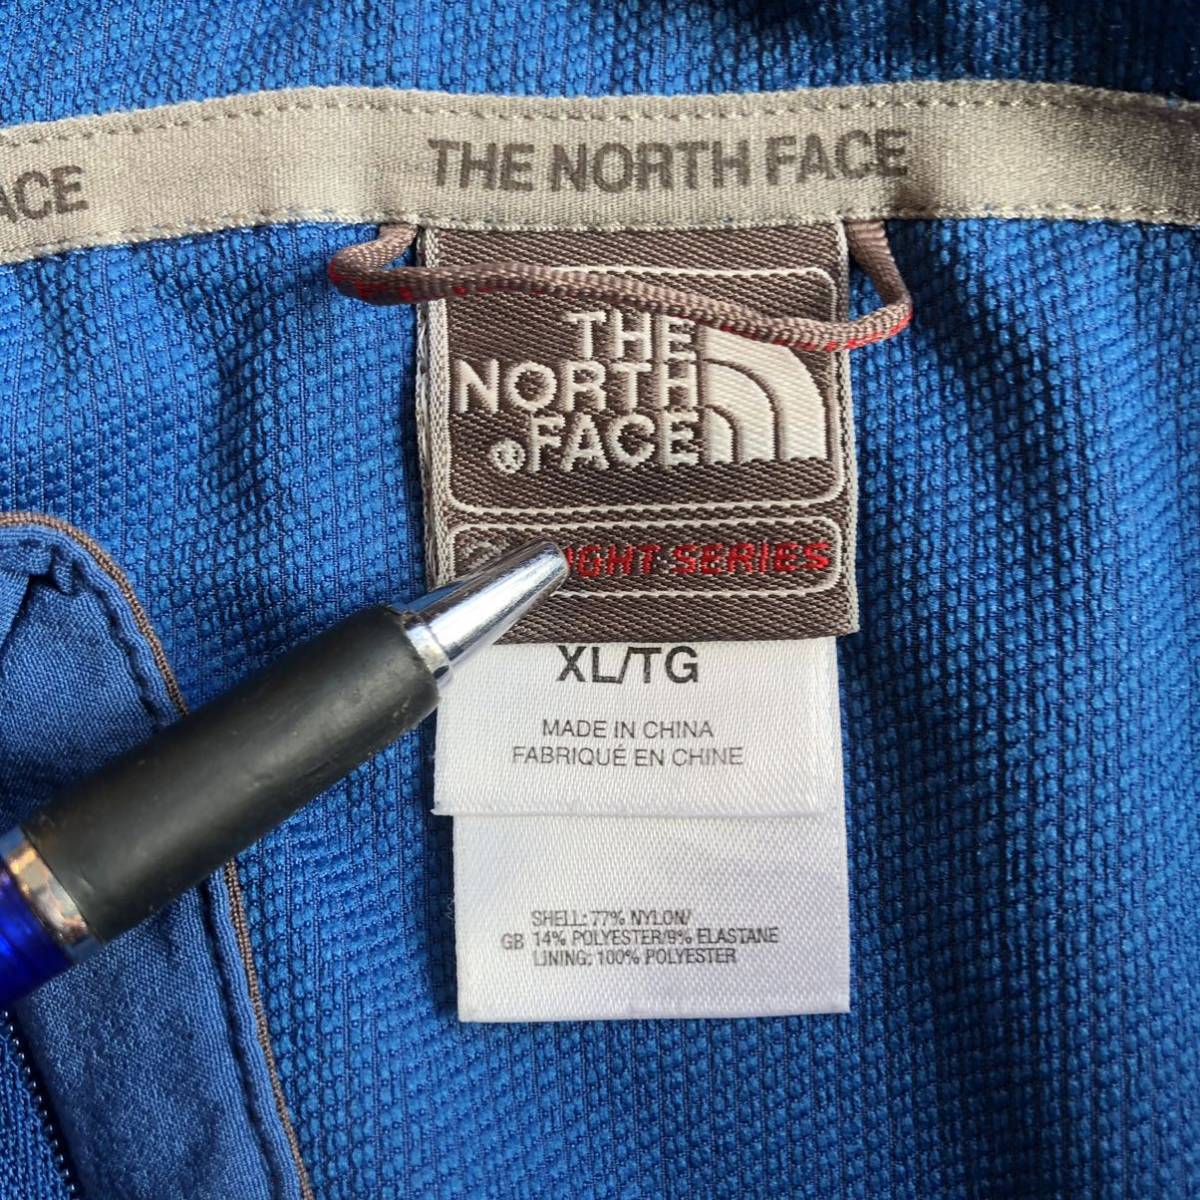 THE NORTH FACE
ACE
THE
NORTH
FACE
SERIES
XL/TG
MADE IN CHINA
FABRIQUÉ EN CHINE
SHELL: 77% NYLON/
GB 14% POLYESTER/9% ELASTANE
LINING: 100% POLYESTER